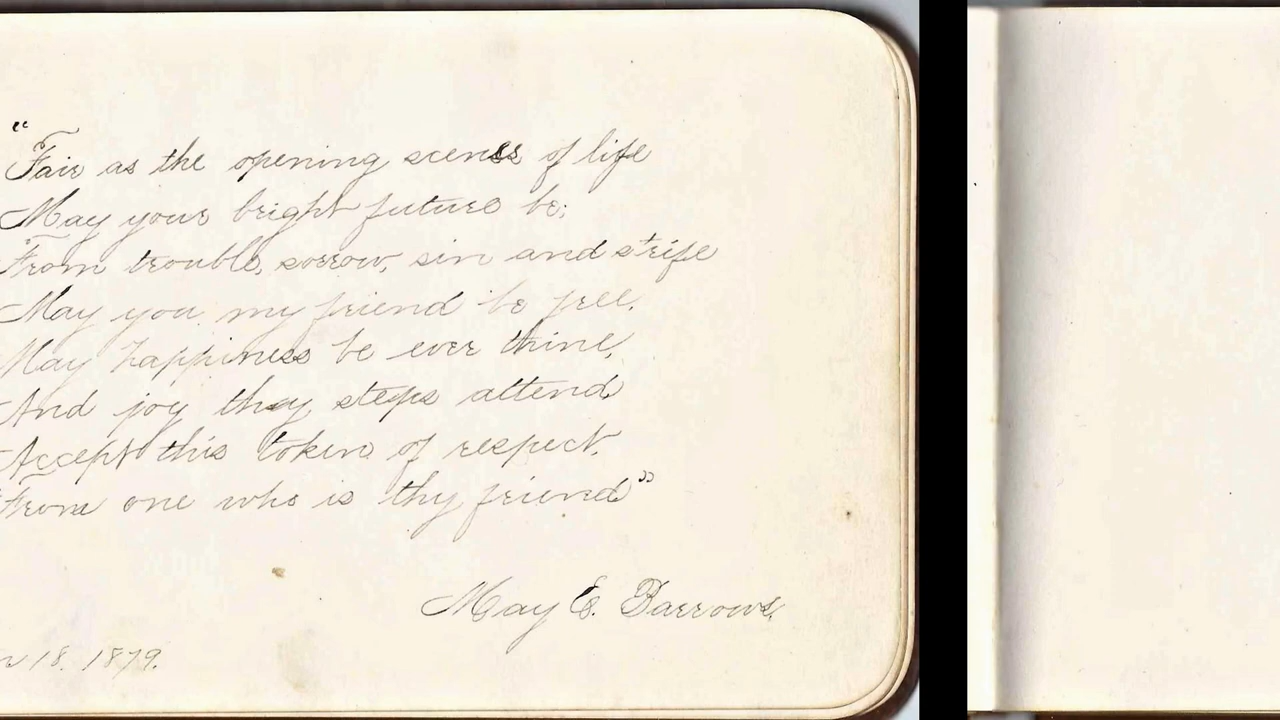 "Fair as the opening scenes of life
May your bright future be;
From trouble, sorrow, sin and strife
May you my friend be free.
May happiness be ever thine,
And joy thy steps attend
Accept this token of respect,
From one who is thy friend"
May E. Barrows.
18. 1879.